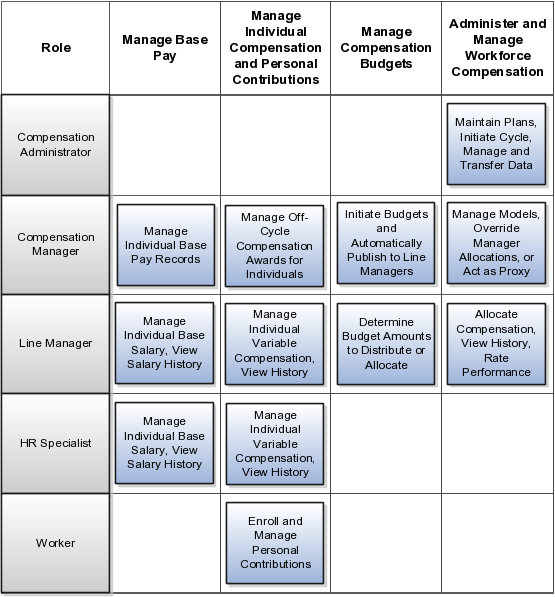 Role
Manage Base
Pay
Manage
Individual
Compensation
and Personal
Contributions
Manage
Compensation
Budgets
Administer and
Manage
Workforce
Compensation
Compensation
Administrator
Maintain Plans,
Initiate Cycle,
Manage and
Transfer Data
Compensation
Manager
Manage
Individual Base
Pay Records
Manage Off-
Cycle
Compensation
Awards for
Individuals
Initiate Budgets
and
Automatically
Publish to Line
Managers
Manage Models,
Override
Manager
Allocations, or
Act as Proxy
Line Manager
Manage
Individual Base
Salary, View
Salary History
Manage
Individual
Variable
Compensation,
View History
Determine
Budget Amounts
to Distribute or
Allocate
Allocate
Compensation,
View History,
Rate
Performance
HR Specialist
Manage
Individual Base
Salary, View
Salary History
Manage
Individual
Variable
Compensation,
View History
Worker
Enroll and
Manage
Personal
Contributions